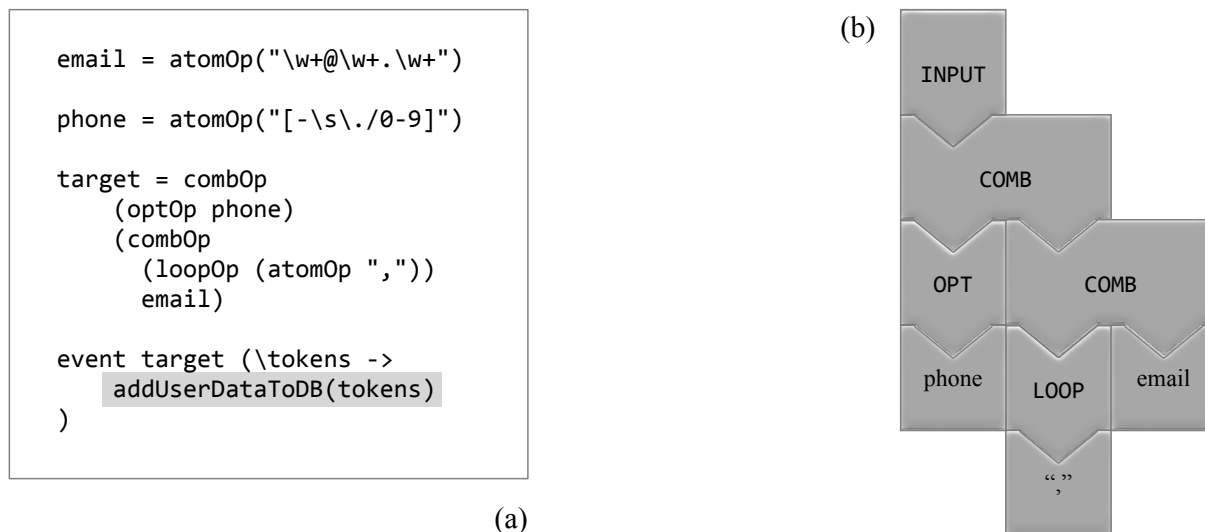 email = atomOp("\w+@\w+.\w+")
phone = atomOp("[-\s\./0-9]")
target = combOp
(optOp phone)
(combOp
(loopOp (atomOp ","))
email)
event target (\tokens ->
addUserDataToDB(tokens)
)
(a)
(b)
INPUT
COMB
OPT
COMB
phone
LOOP
email
“,”